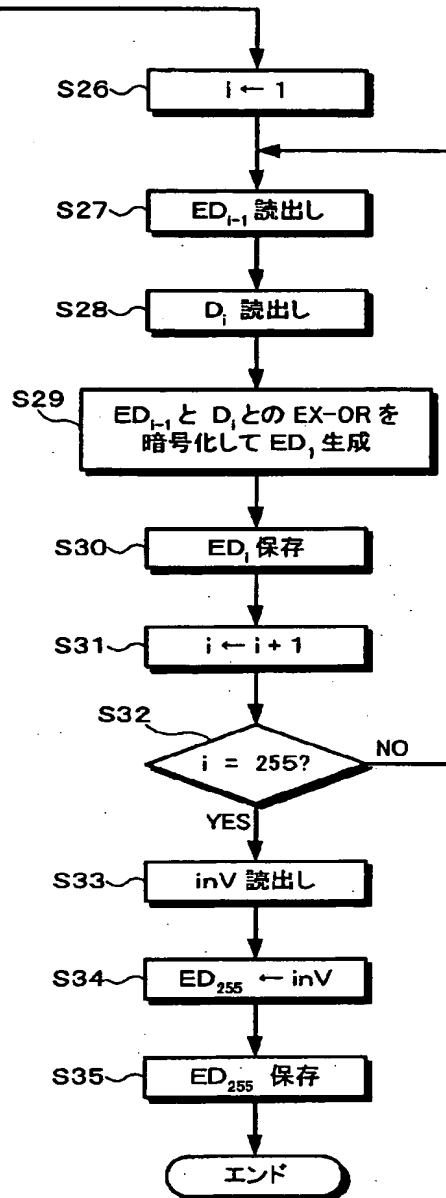 S26
i ← 1
S27
ED_{i-1} 読出し
S28
D_i 読出し
S29
ED_{i-1}と D_iとの EX-OR を
暗号化して ED_i 生成
S30
ED_i 保存
S31
i ← i + 1
S32
i = 255?
NO
YES
S33
inV 読出し
S34
ED_{255} ← inV
S35
ED_{255} 保存
エンド